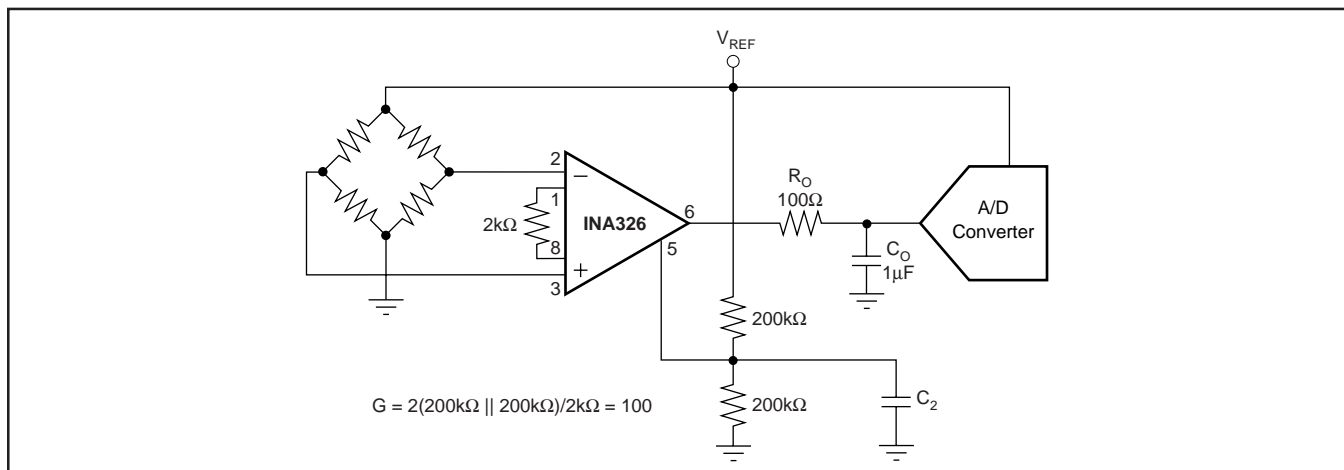 V_REF
2
1
2kΩ
8
3
INA326
6
5
R_O
100Ω
A/D
Converter
C_O
1μF
200kΩ
200kΩ
C_2
G = 2(200kΩ || 200kΩ)/2kΩ = 100
−
+